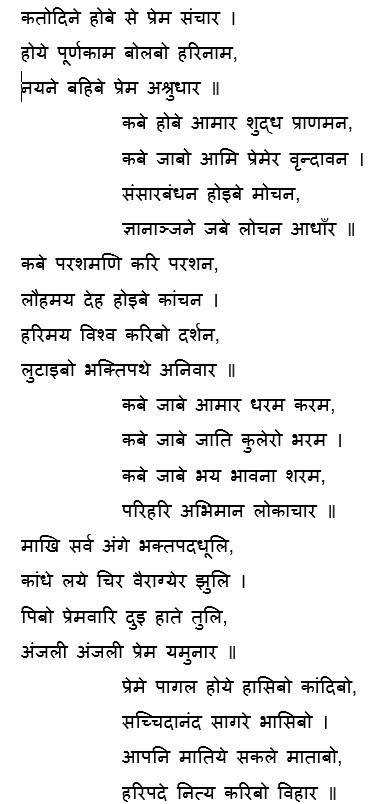 कतोदिने होबे से प्रेम संचार ।
होये पूर्णकाम बोलबो हरिनाम,
नयने बहिबे प्रेम अश्रुधार ॥
कबे होबे आमार शुद्ध प्राणमन,
कबे जाबो आमि प्रेमेर वृन्दावन ।
संसारबंधन होइबे मोचन,
ज्ञानाञ्जने जबे लोचन आधाँर ॥
कबे परशमणि करि परशन,
लौहमय देह होइबे कांचन ।
हरिमय विश्व करिबो दर्शन,
लुटाइबो भक्तिपथे अनिवार ॥
कबे जाबे आमार धरम करम,
कबे जाबे जाति कुलेरो भरम ।
कबे जाबे भय भावना शरम,
परिहरि अभिमान लोकाचार ॥
माखि सर्व अंगे भक्तपदधूलि,
कांधे लये चिर वैराग्येर झुलि ।
पिबो प्रेमवारि दुइ हाते तुलि,
अंजली अंजली प्रेम यमुनार ॥
प्रेमे पागल होये हासिबो कांदिबो,
सच्चिदानंद सागरे भासिबो ।
आपनि मातिये सकले माताबो,
हरिपदे नित्य करिबो विहार ॥